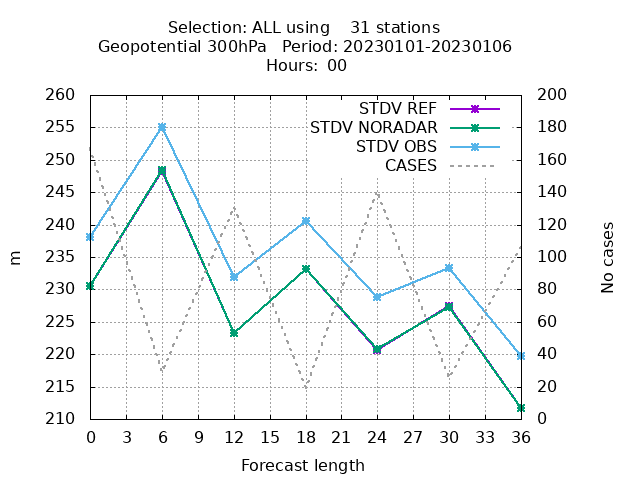 Selection: ALL using    31 stations
Geopotential 300hPa   Period: 20230101-20230106
Hours:  00
260 200
255 180
250 160
245 140
240 120
235 100
230 80
225 60
220 40
215 20
210 0
STDV REF
STDV NORADAR
STDV OBS
CASES
m
No cases
0 3 6 9 12 15 18 21 24 27 30 33 36
Forecast length